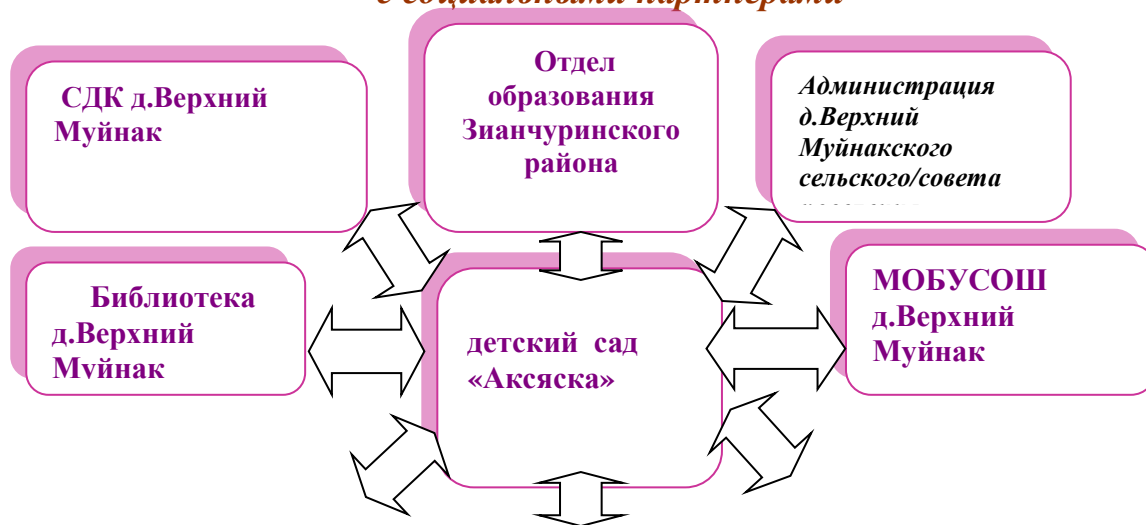 с социальными партнерами
СДК д.Верхний
Муйнак
Отдел
образования
Зианчуринского
района
Администрация
д.Верхний
Муйнакского
сельского/совета
Библиотека
д.Верхний
Муйнак
детский сад
«Аксяска»
МОБУСОШ
д.Верхний
Муйнак